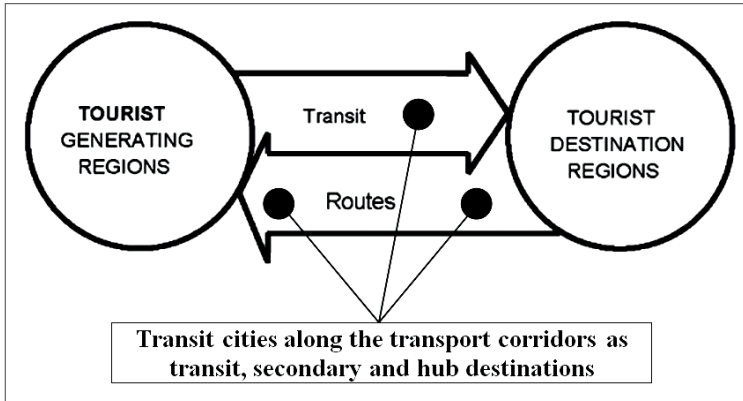 TOURIST
GENERATING
REGIONS
Transit
Routes
TOURIST
DESTINATION
REGIONS
Transit cities along the transport corridors as
transit, secondary and hub destinations